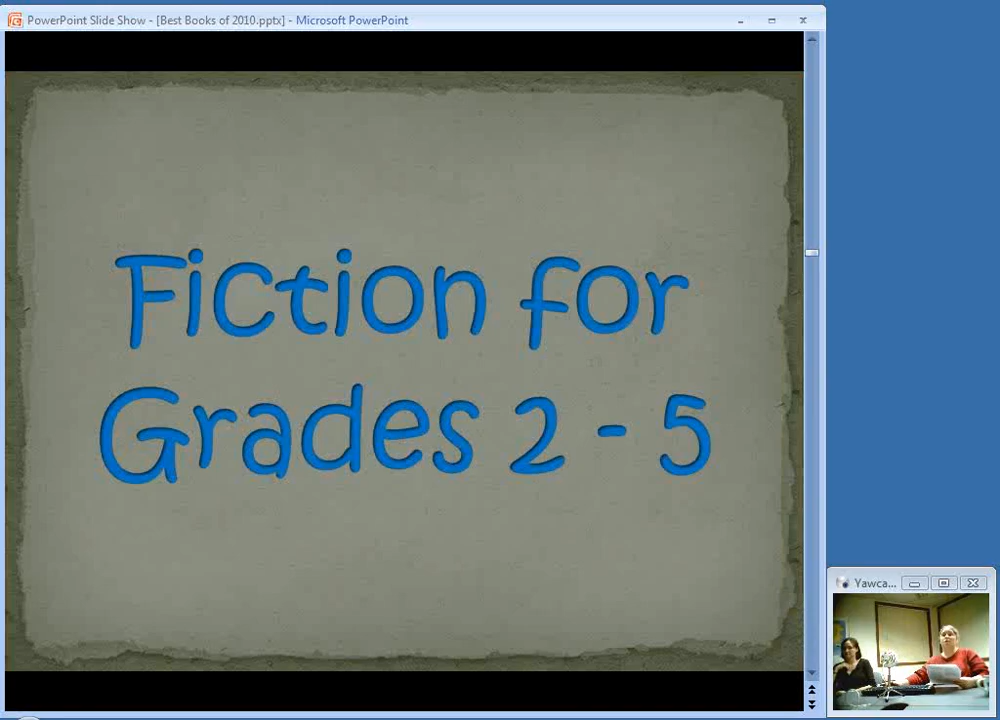 PowerPoint Slide Show - [Best Books of 2010.pptx] - Microsoft PowerPoint
Fiction for
Grades 2 - 5
Yawca...